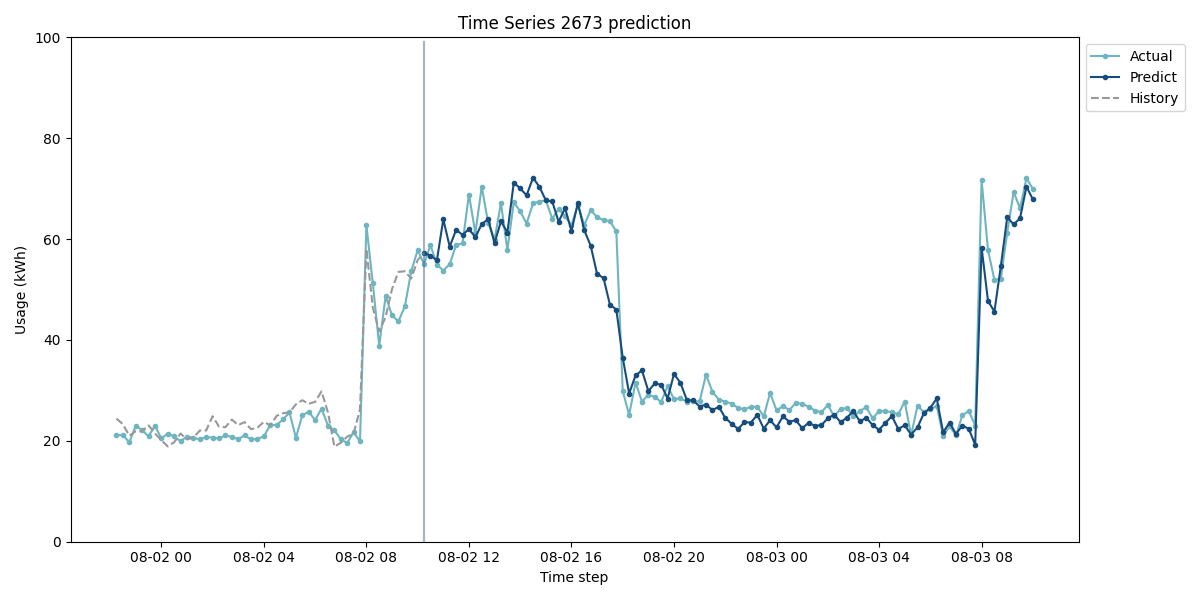 Time Series 2673 prediction
Usage (kWh)
100
80
60
40
20
0
08-02 00
08-02 04
08-02 08
08-02 12
08-02 16
08-02 20
08-03 00
08-03 04
08-03 08
Time step
Actual
Predict
History